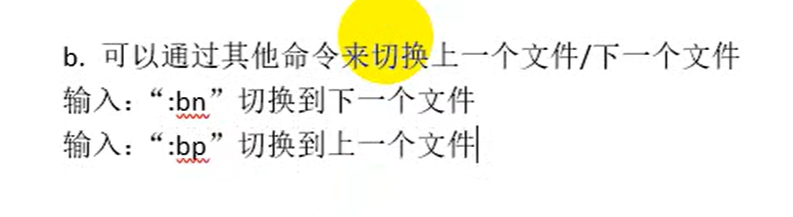 b. 可以通过其他命令来切换上一个文件/下一个文件
输入：“:bn”切换到下一个文件
输入：“:bp”切换到上一个文件